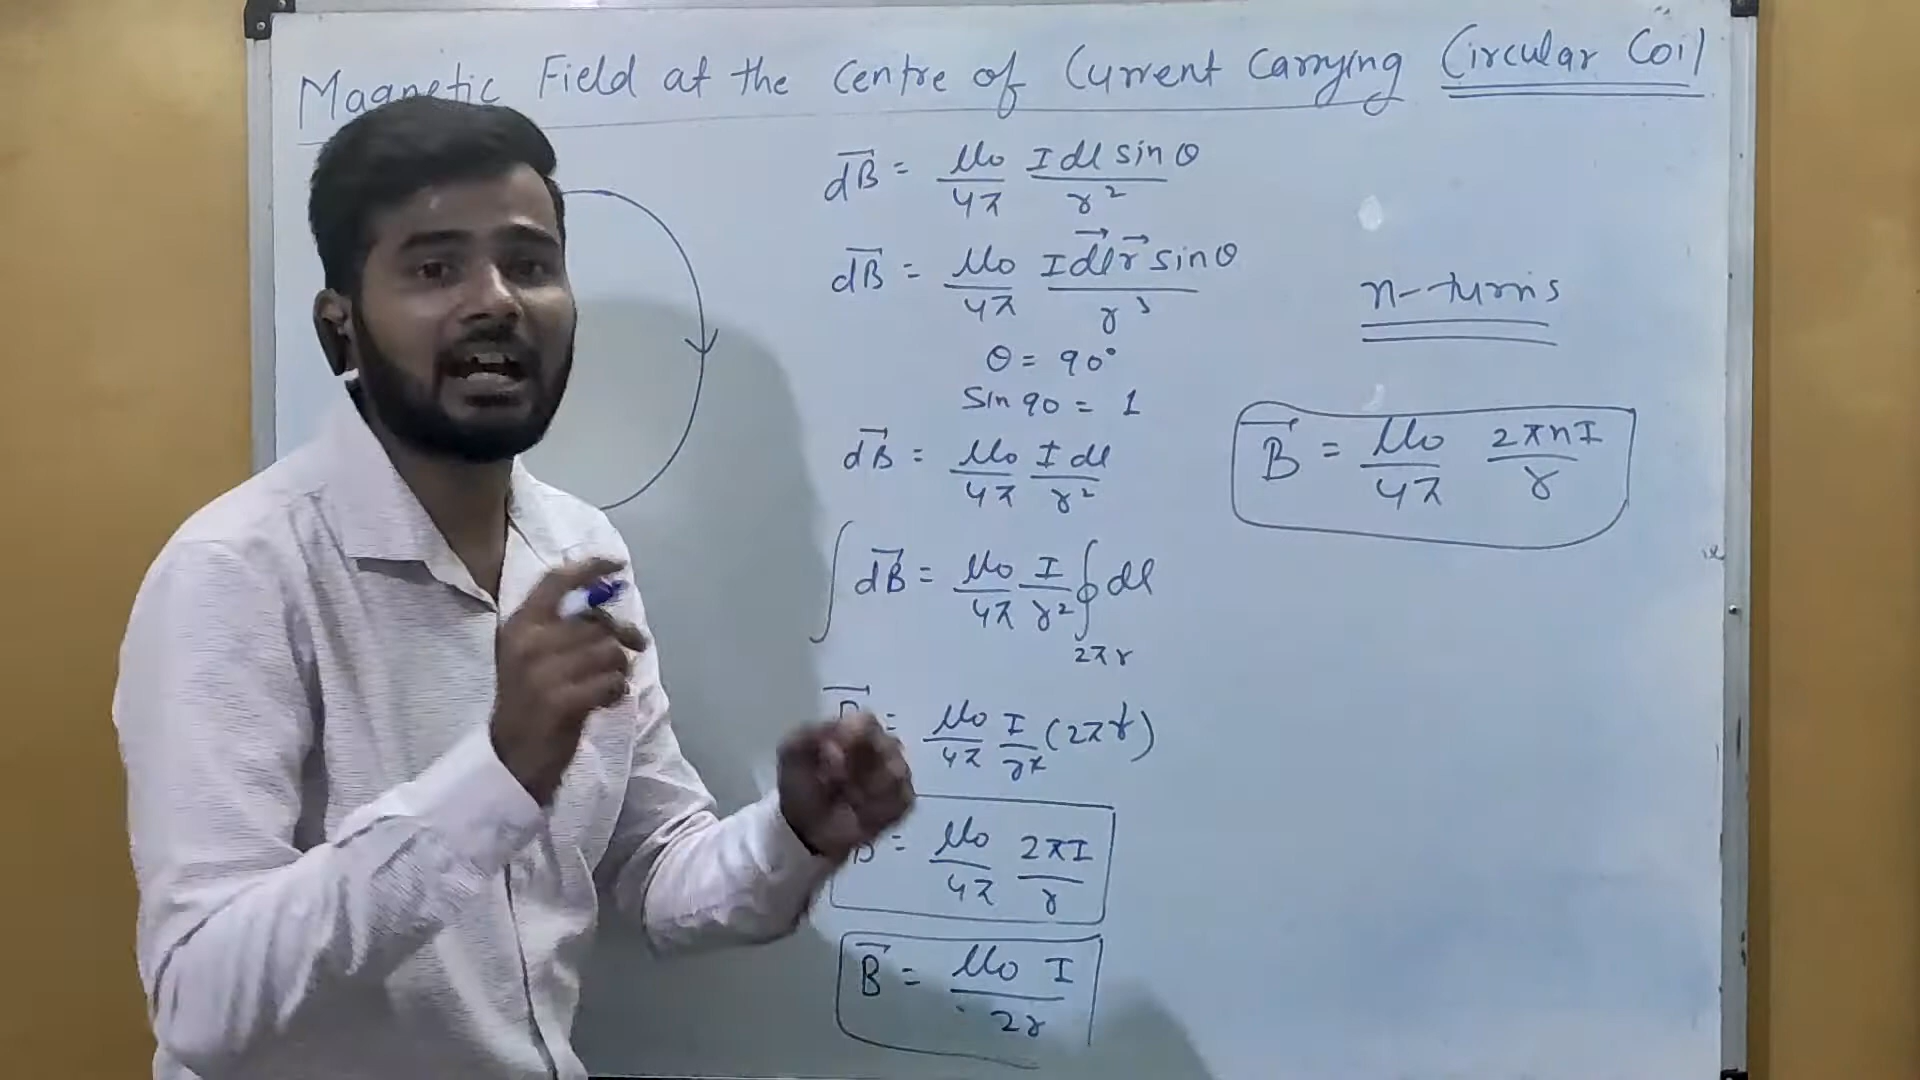 Magnetic Field at the Centre of Current Carrying Circular Coil
dB⃗ = μ₀/4π I dl sin θ/r²
dB⃗ = μ₀/4π I dl⃗ r⃗ sin θ/r³
θ = 90°
Sin 90 = 1
dB⃗ = μ₀/4π I dl/r²
∫ dB⃗ = μ₀/4π I/r² ∮ dl
2πr
B⃗ = μ₀/4π I/r² (2πr)
B = μ₀/4π 2πI/r
B⃗ = μ₀ I/2r
n-turns
B⃗ = μ₀/4π 2πnI/r